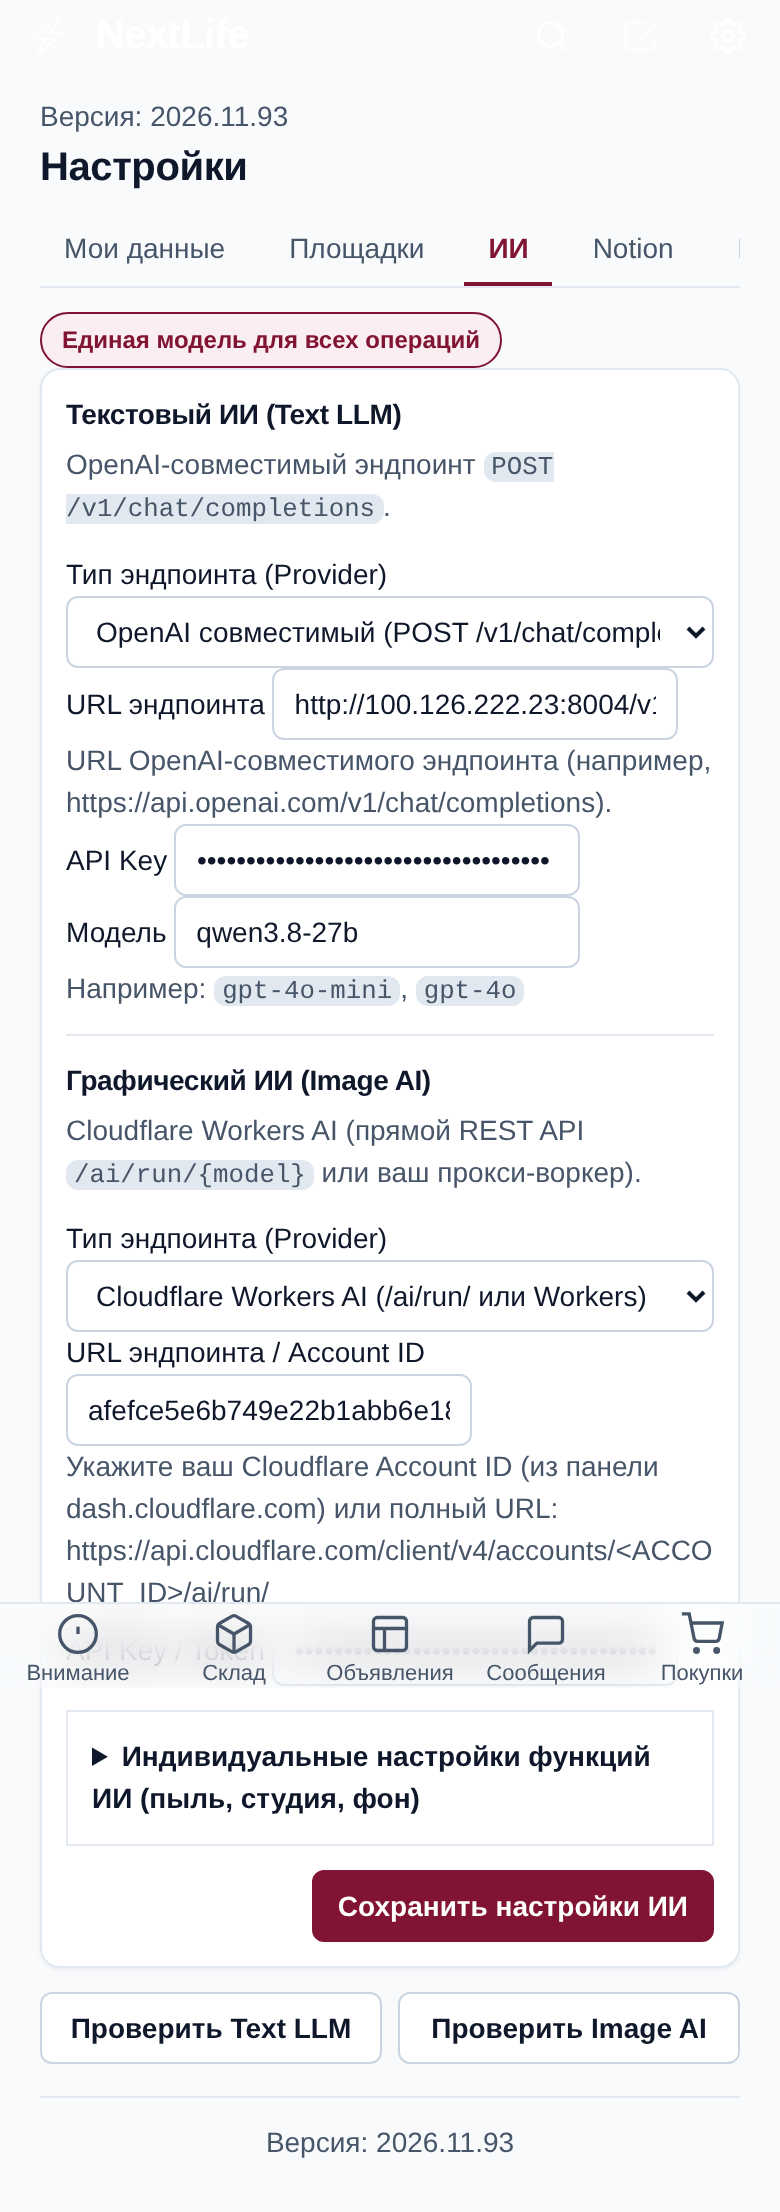 NextLife
Версия: 2026.11.93
Настройки
Мои данные Площадки ИИ Notion
Единая модель для всех операций
Текстовый ИИ (Text LLM)
OpenAI-совместимый эндпоинт POST
/v1/chat/completions.
Тип эндпоинта (Provider)
OpenAI совместимый (POST /v1/chat/comple
URL эндпоинта http://100.126.222.23:8004/v1
URL OpenAI-совместимого эндпоинта (например,
https://api.openai.com/v1/chat/completions).
API Key ••••••••••••••••••••••••••••••••••••
Модель qwen3.8-27b
Например: gpt-4o-mini, gpt-4o
Графический ИИ (Image AI)
Cloudflare Workers AI (прямой REST API
/ai/run/{model} или ваш прокси-воркер).
Тип эндпоинта (Provider)
Cloudflare Workers AI (/ai/run/ или Workers)
URL эндпоинта / Account ID
afefce5e6b749e22b1abb6e18
Укажите ваш Cloudflare Account ID (из панели
dash.cloudflare.com) или полный URL:
https://api.cloudflare.com/client/v4/accounts/<ACCO
UNT_ID>/ai/run/
API Key / Token
Внимание Склад Объявления Сообщения Покупки
▶ Индивидуальные настройки функций
ИИ (пыль, студия, фон)
Сохранить настройки ИИ
Проверить Text LLM Проверить Image AI
Версия: 2026.11.93